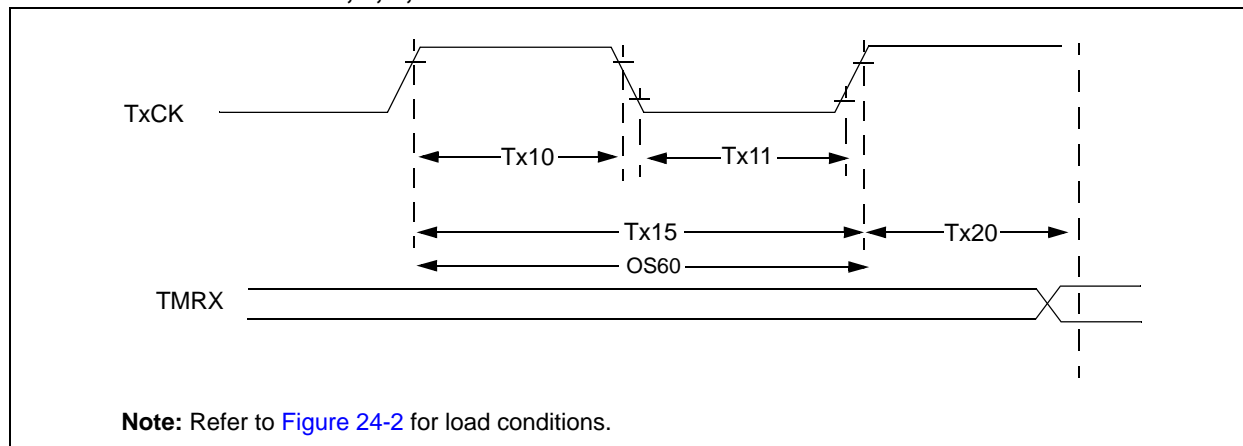 TxCK
Tx10
Tx11
Tx15
Tx20
OS60
TMRX
Note: Refer to Figure 24-2 for load conditions.